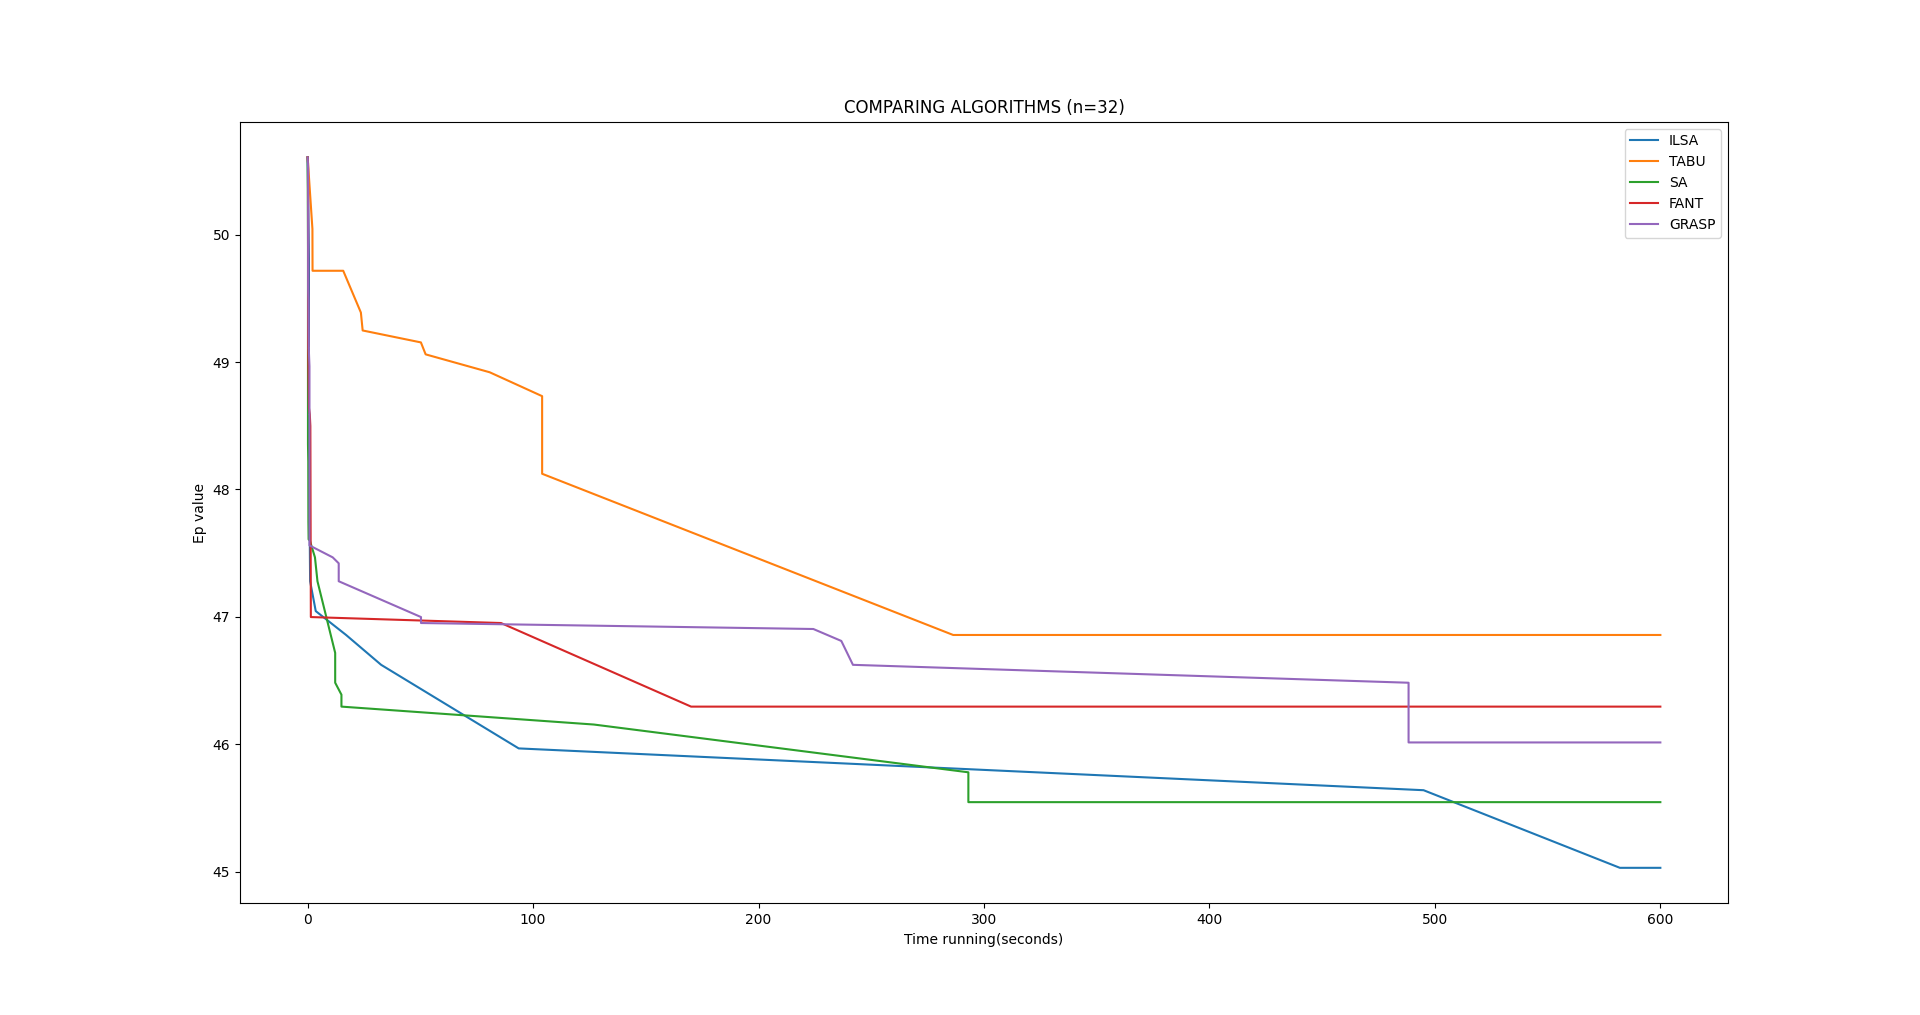 COMPARING ALGORITHMS (n=32)
ILSA
TABU
SA
FANT
GRASP
50
49
48
47
46
45
Ep value
0 100 200 300 400 500 600
Time running(seconds)